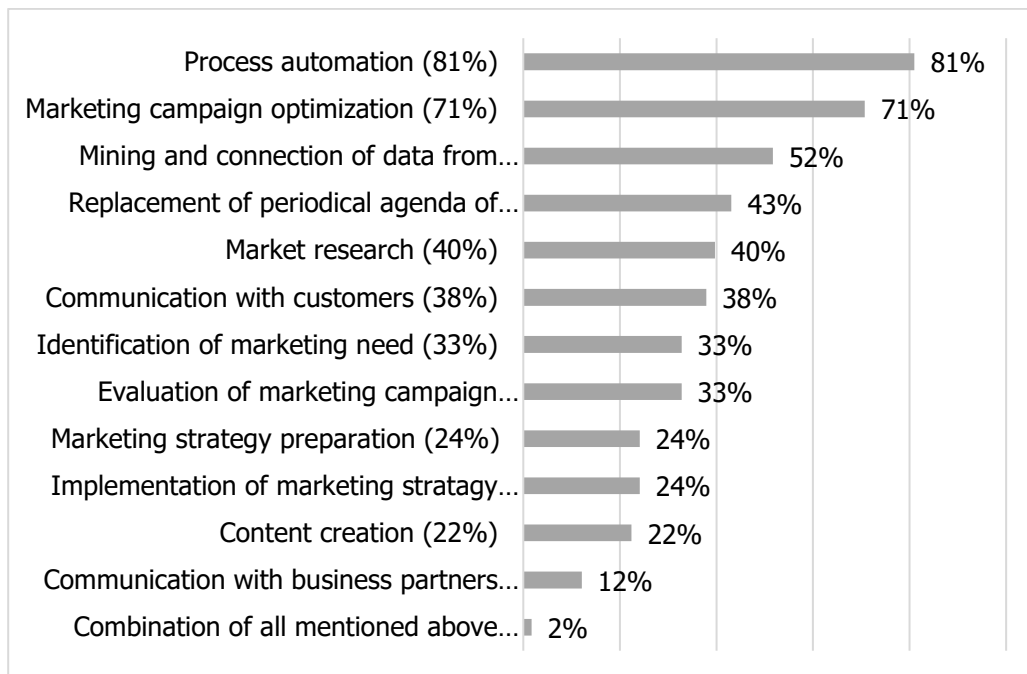 Process automation (81%) 81%
Marketing campaign optimization (71%) 71%
Mining and connection of data from... 52%
Replacement of periodical agenda of... 43%
Market research (40%) 40%
Communication with customers (38%) 38%
Identification of marketing need (33%) 33%
Evaluation of marketing campaign... 33%
Marketing strategy preparation (24%) 24%
Implementation of marketing stratagy... 24%
Content creation (22%) 22%
Communication with business partners... 12%
Combination of all mentioned above... 2%